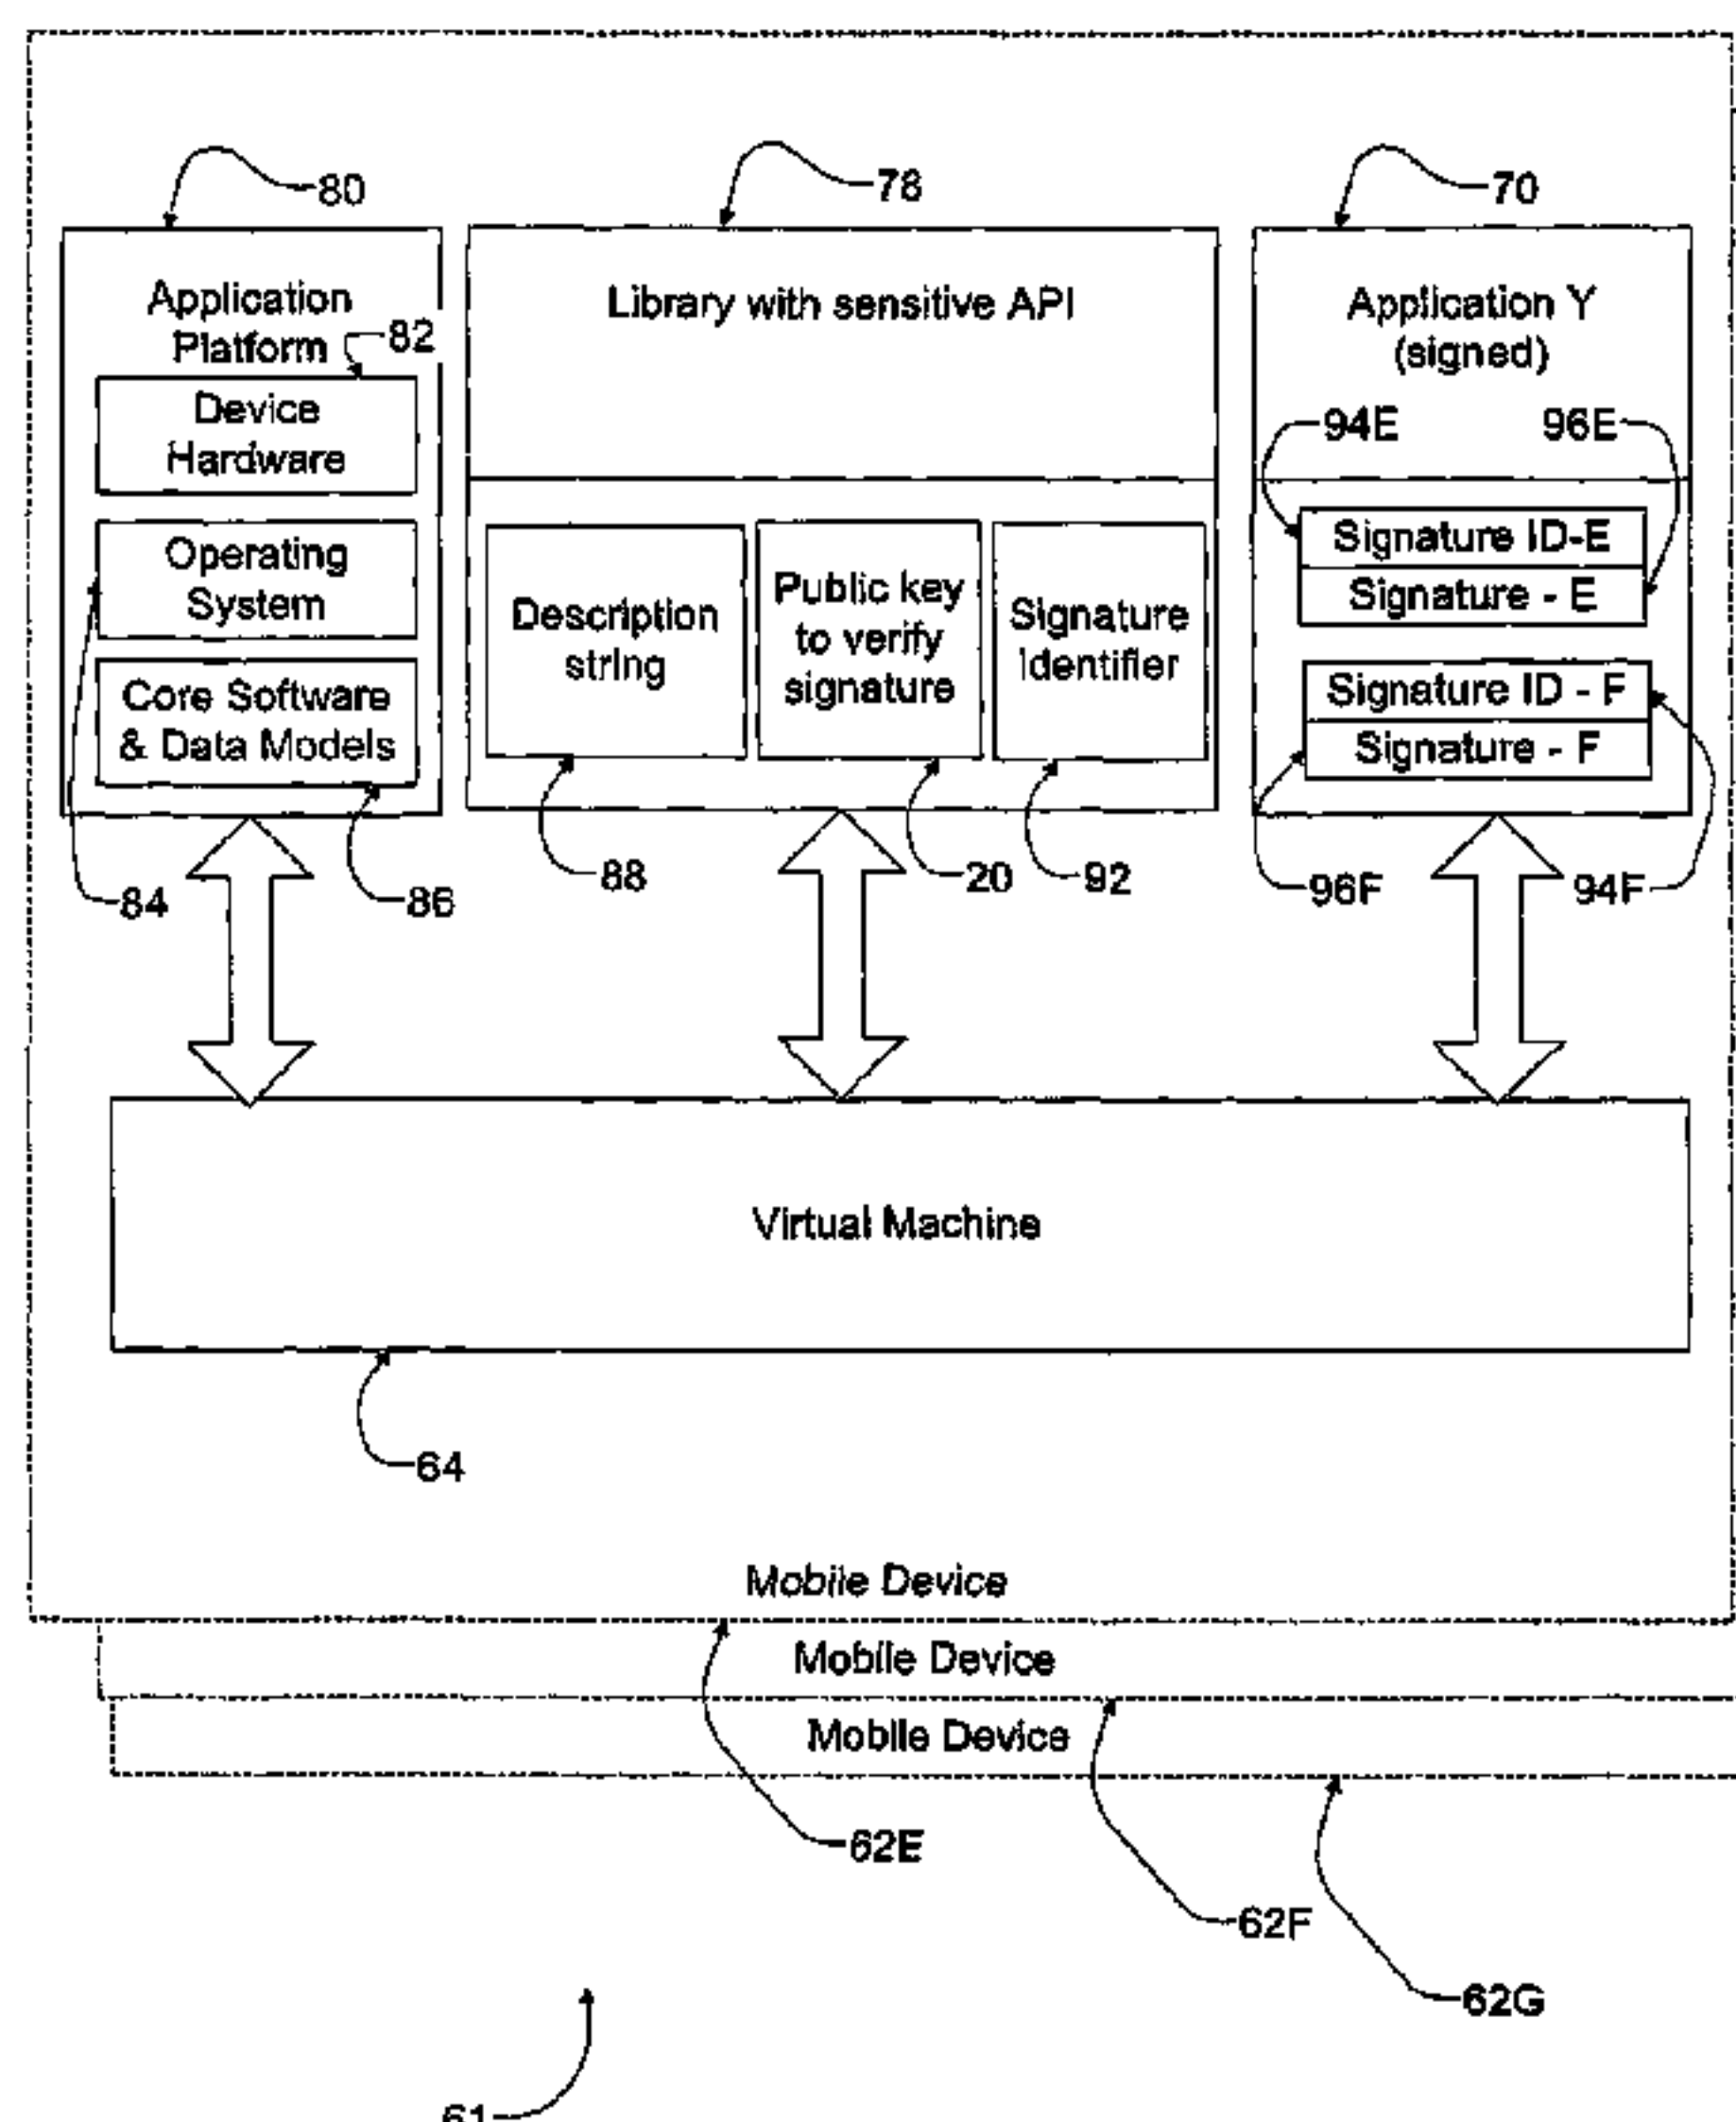 80
78
70
Application
Platform
82
Device
Hardware
Operating
System
Core Software
& Data Models
84
86
Library with sensitive API
Description
string
Public key
to verify
signature
Signature
identifier
88
20
92
Application Y
(signed)
94E
96E
Signature ID-E
Signature - E
Signature ID - F
Signature - F
96F
94F
Virtual Machine
64
Mobile Device
Mobile Device
Mobile Device
62E
62F
62G
61